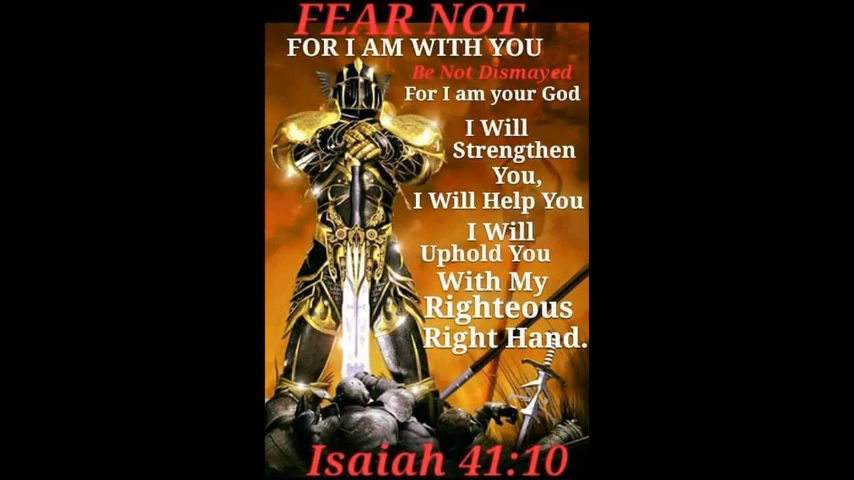 FEAR NOT
FOR I AM WITH YOU
Be Not Dismayed
For I am your God
I Will
Strengthen
You,
I Will Help You
I Will
Uphold You
With My
Righteous
Right Hand.
Isaiah 41:10